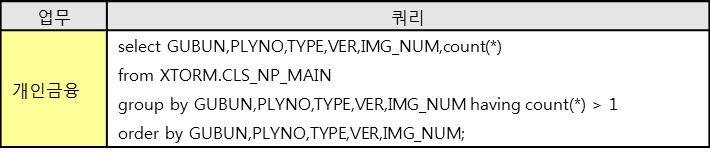 업무 쿼리
개인금융
select GUBUN,PLYNO,TYPE,VER,IMG_NUM,count(*)
from XTORM.CLS_NP_MAIN
group by GUBUN,PLYNO,TYPE,VER,IMG_NUM having count(*) > 1
order by GUBUN,PLYNO,TYPE,VER,IMG_NUM;